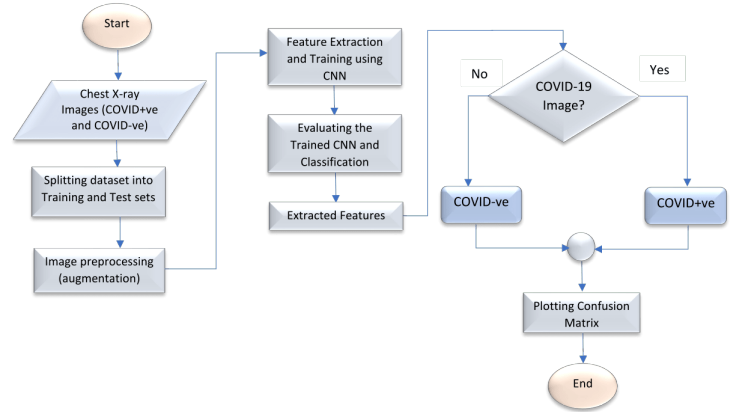 Start
Chest X-ray
Images (COVID+ve
and COVID-ve)
Splitting dataset into
Training and Test sets
Image preprocessing
(augmentation)
Feature Extraction
and Training using
CNN
Evaluating the
Trained CNN and
Classification
Extracted Features
No
COVID-19
Image?
Yes
COVID-ve
COVID+ve
Plotting Confusion
Matrix
End